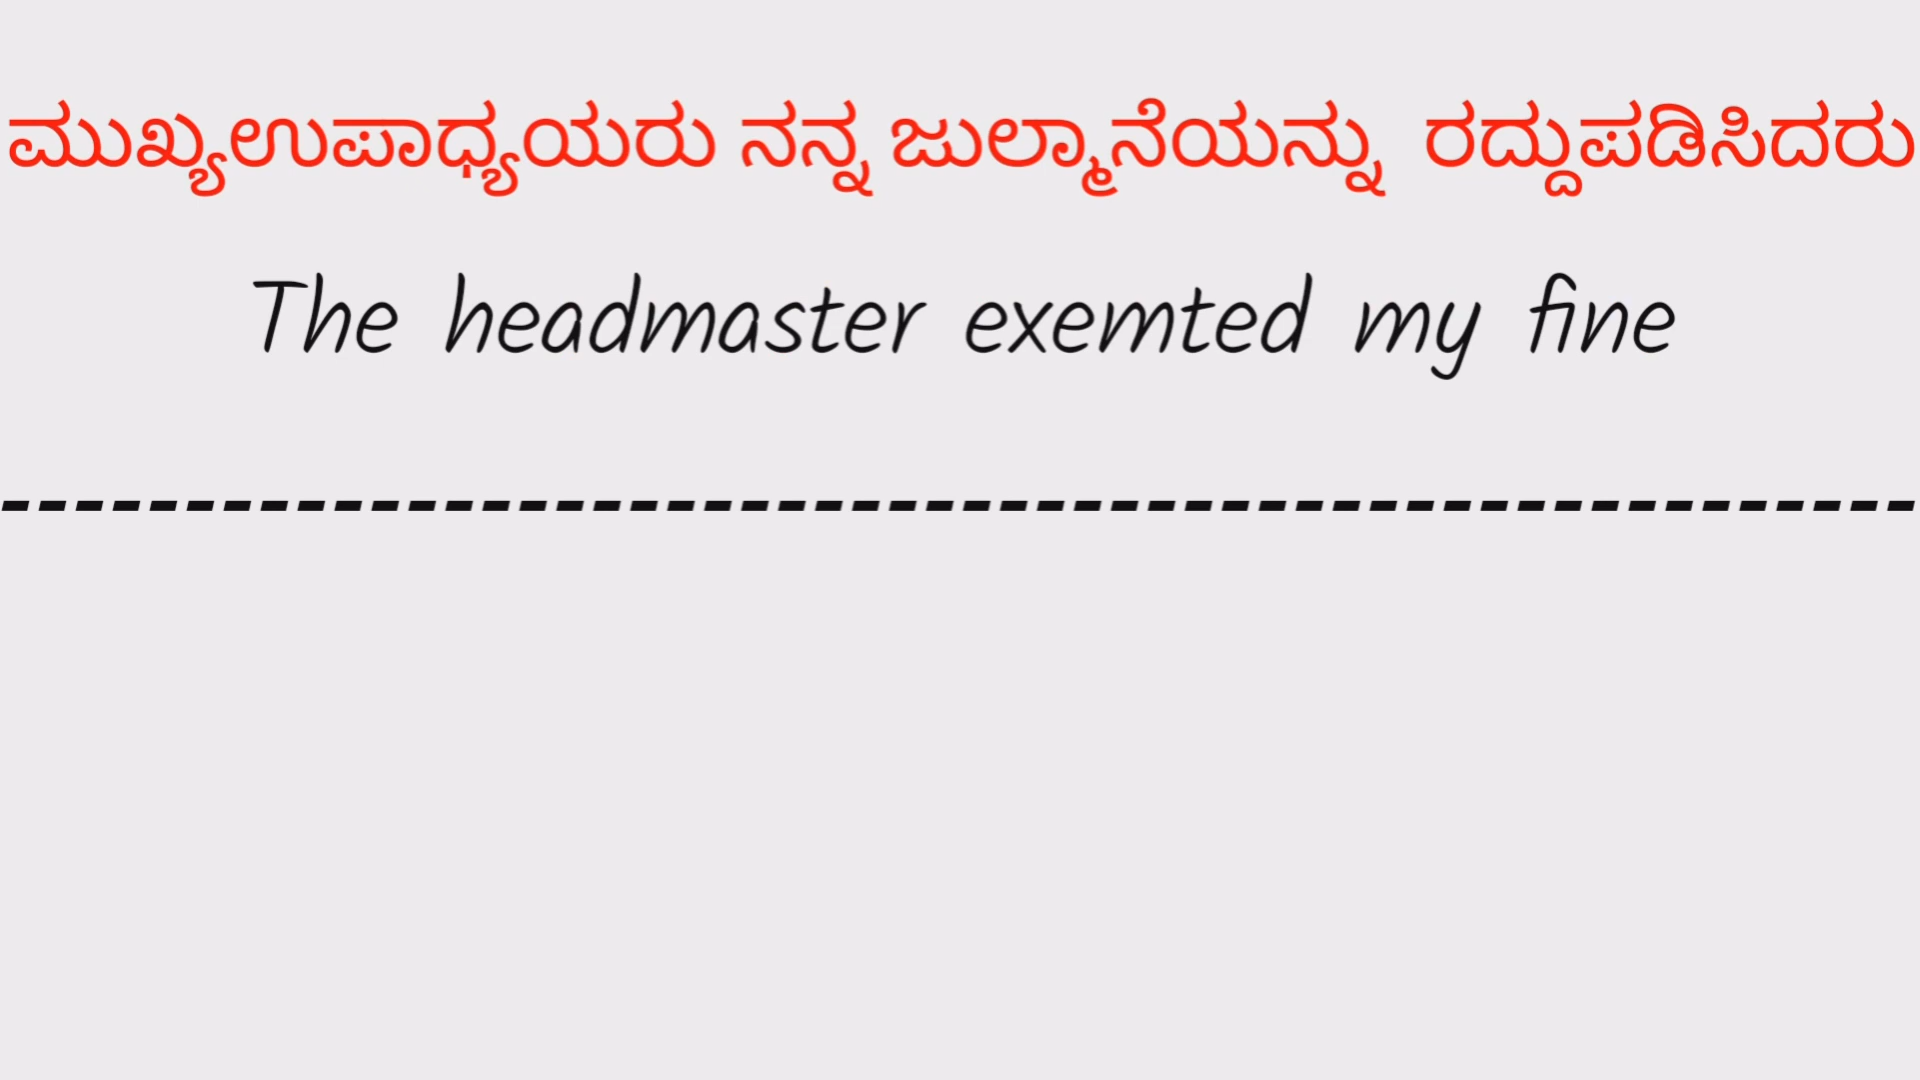 ಮುಖ್ಯಉಪಾಧ್ಯಯರು ನನ್ನ ಜುಲ್ಮಾನೆಯನ್ನು ರದ್ದುಪಡಿಸಿದರು
The headmaster exemted my fine